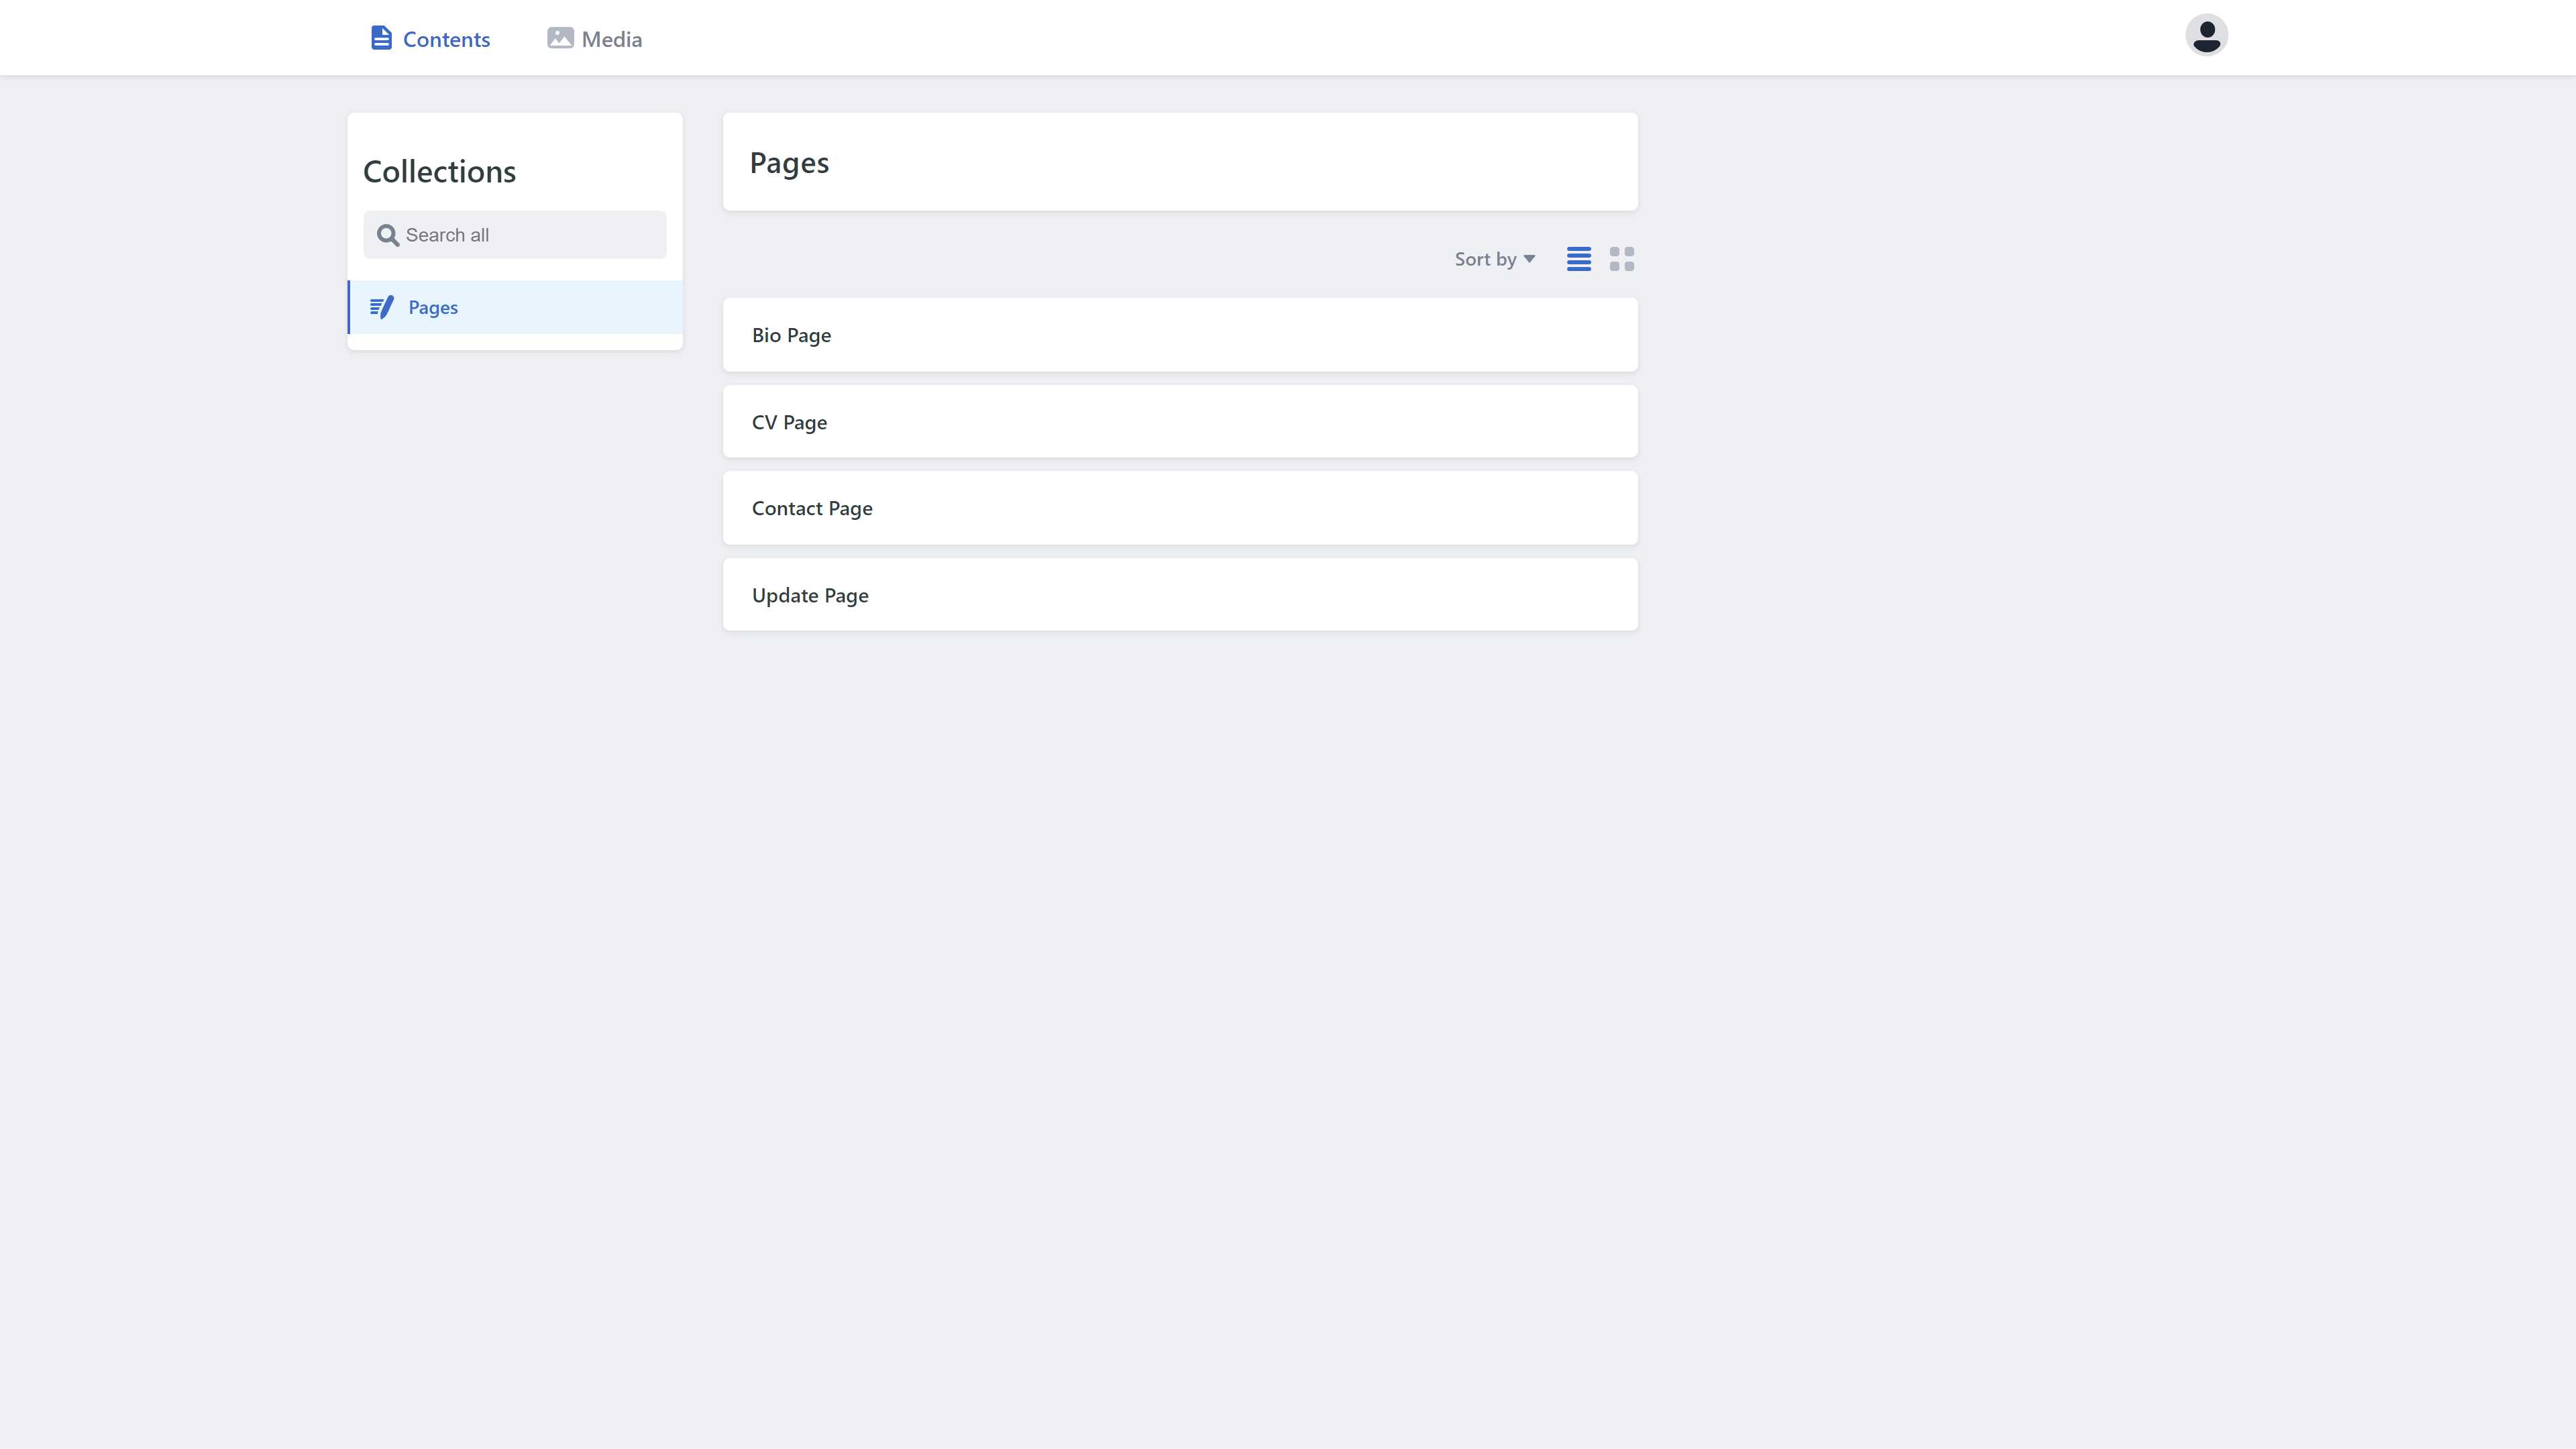 Contents
Media
Collections
Search all
Pages
Pages
Sort by
Bio Page
CV Page
Contact Page
Update Page